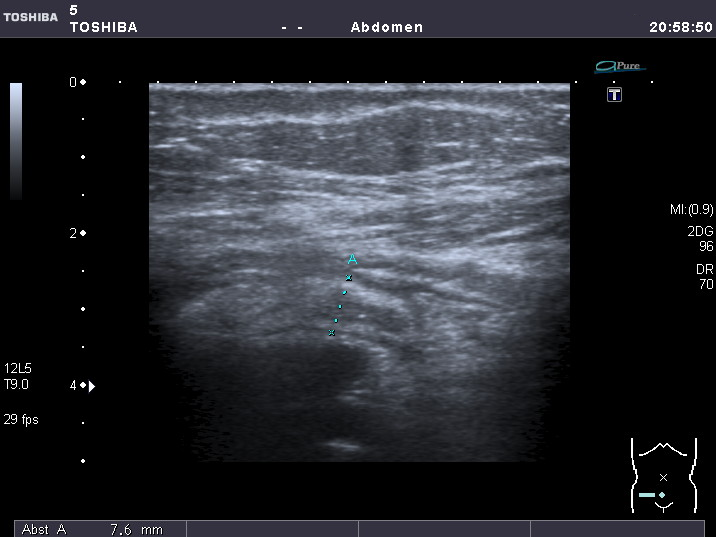 TOSHIBA
5
TOSHIBA - - Abdomen 20:58:50
Pure
T
0
2
4
A
MI:(0.9)
2DG
96
DR
70
12L5
T9.0
29 fps
Abst A 7.6 mm